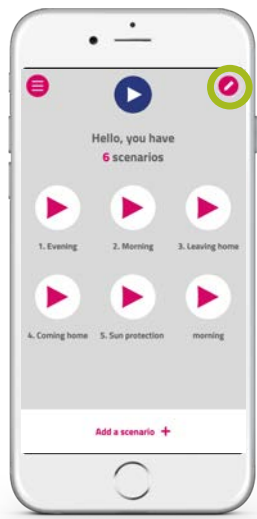 Hello, you have
6 scenarios
1. Evening
2. Morning
3. Leaving home
4. Coming home
5. Sun protection
morning
Add a scenario +